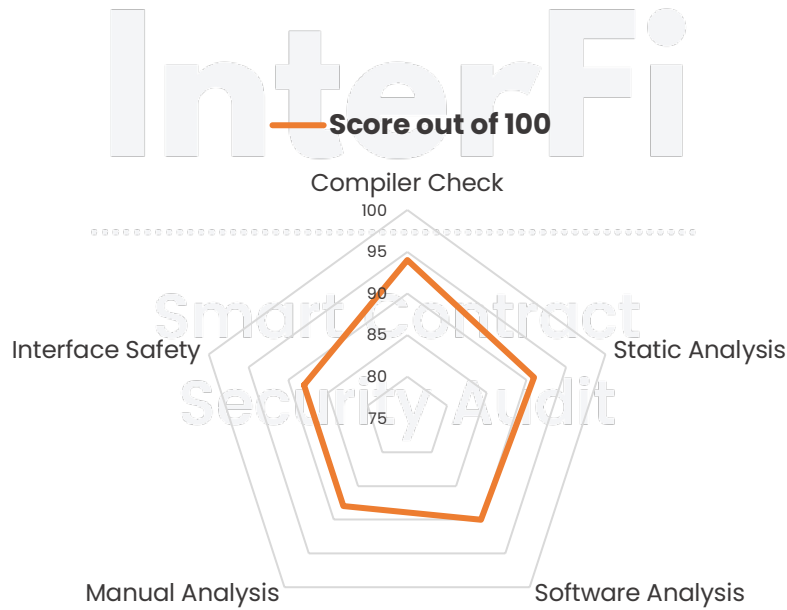 InterFi
Score out of 100
Compiler Check
100
95
90
Smart Contract
85
Interface Safety
Static Analysis
80
Security Audit
75
Manual Analysis
Software Analysis